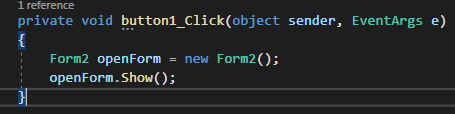 1 reference
private void button1_Click(object sender, EventArgs e)
{
Form2 openForm = new Form2();
openForm.Show();
}